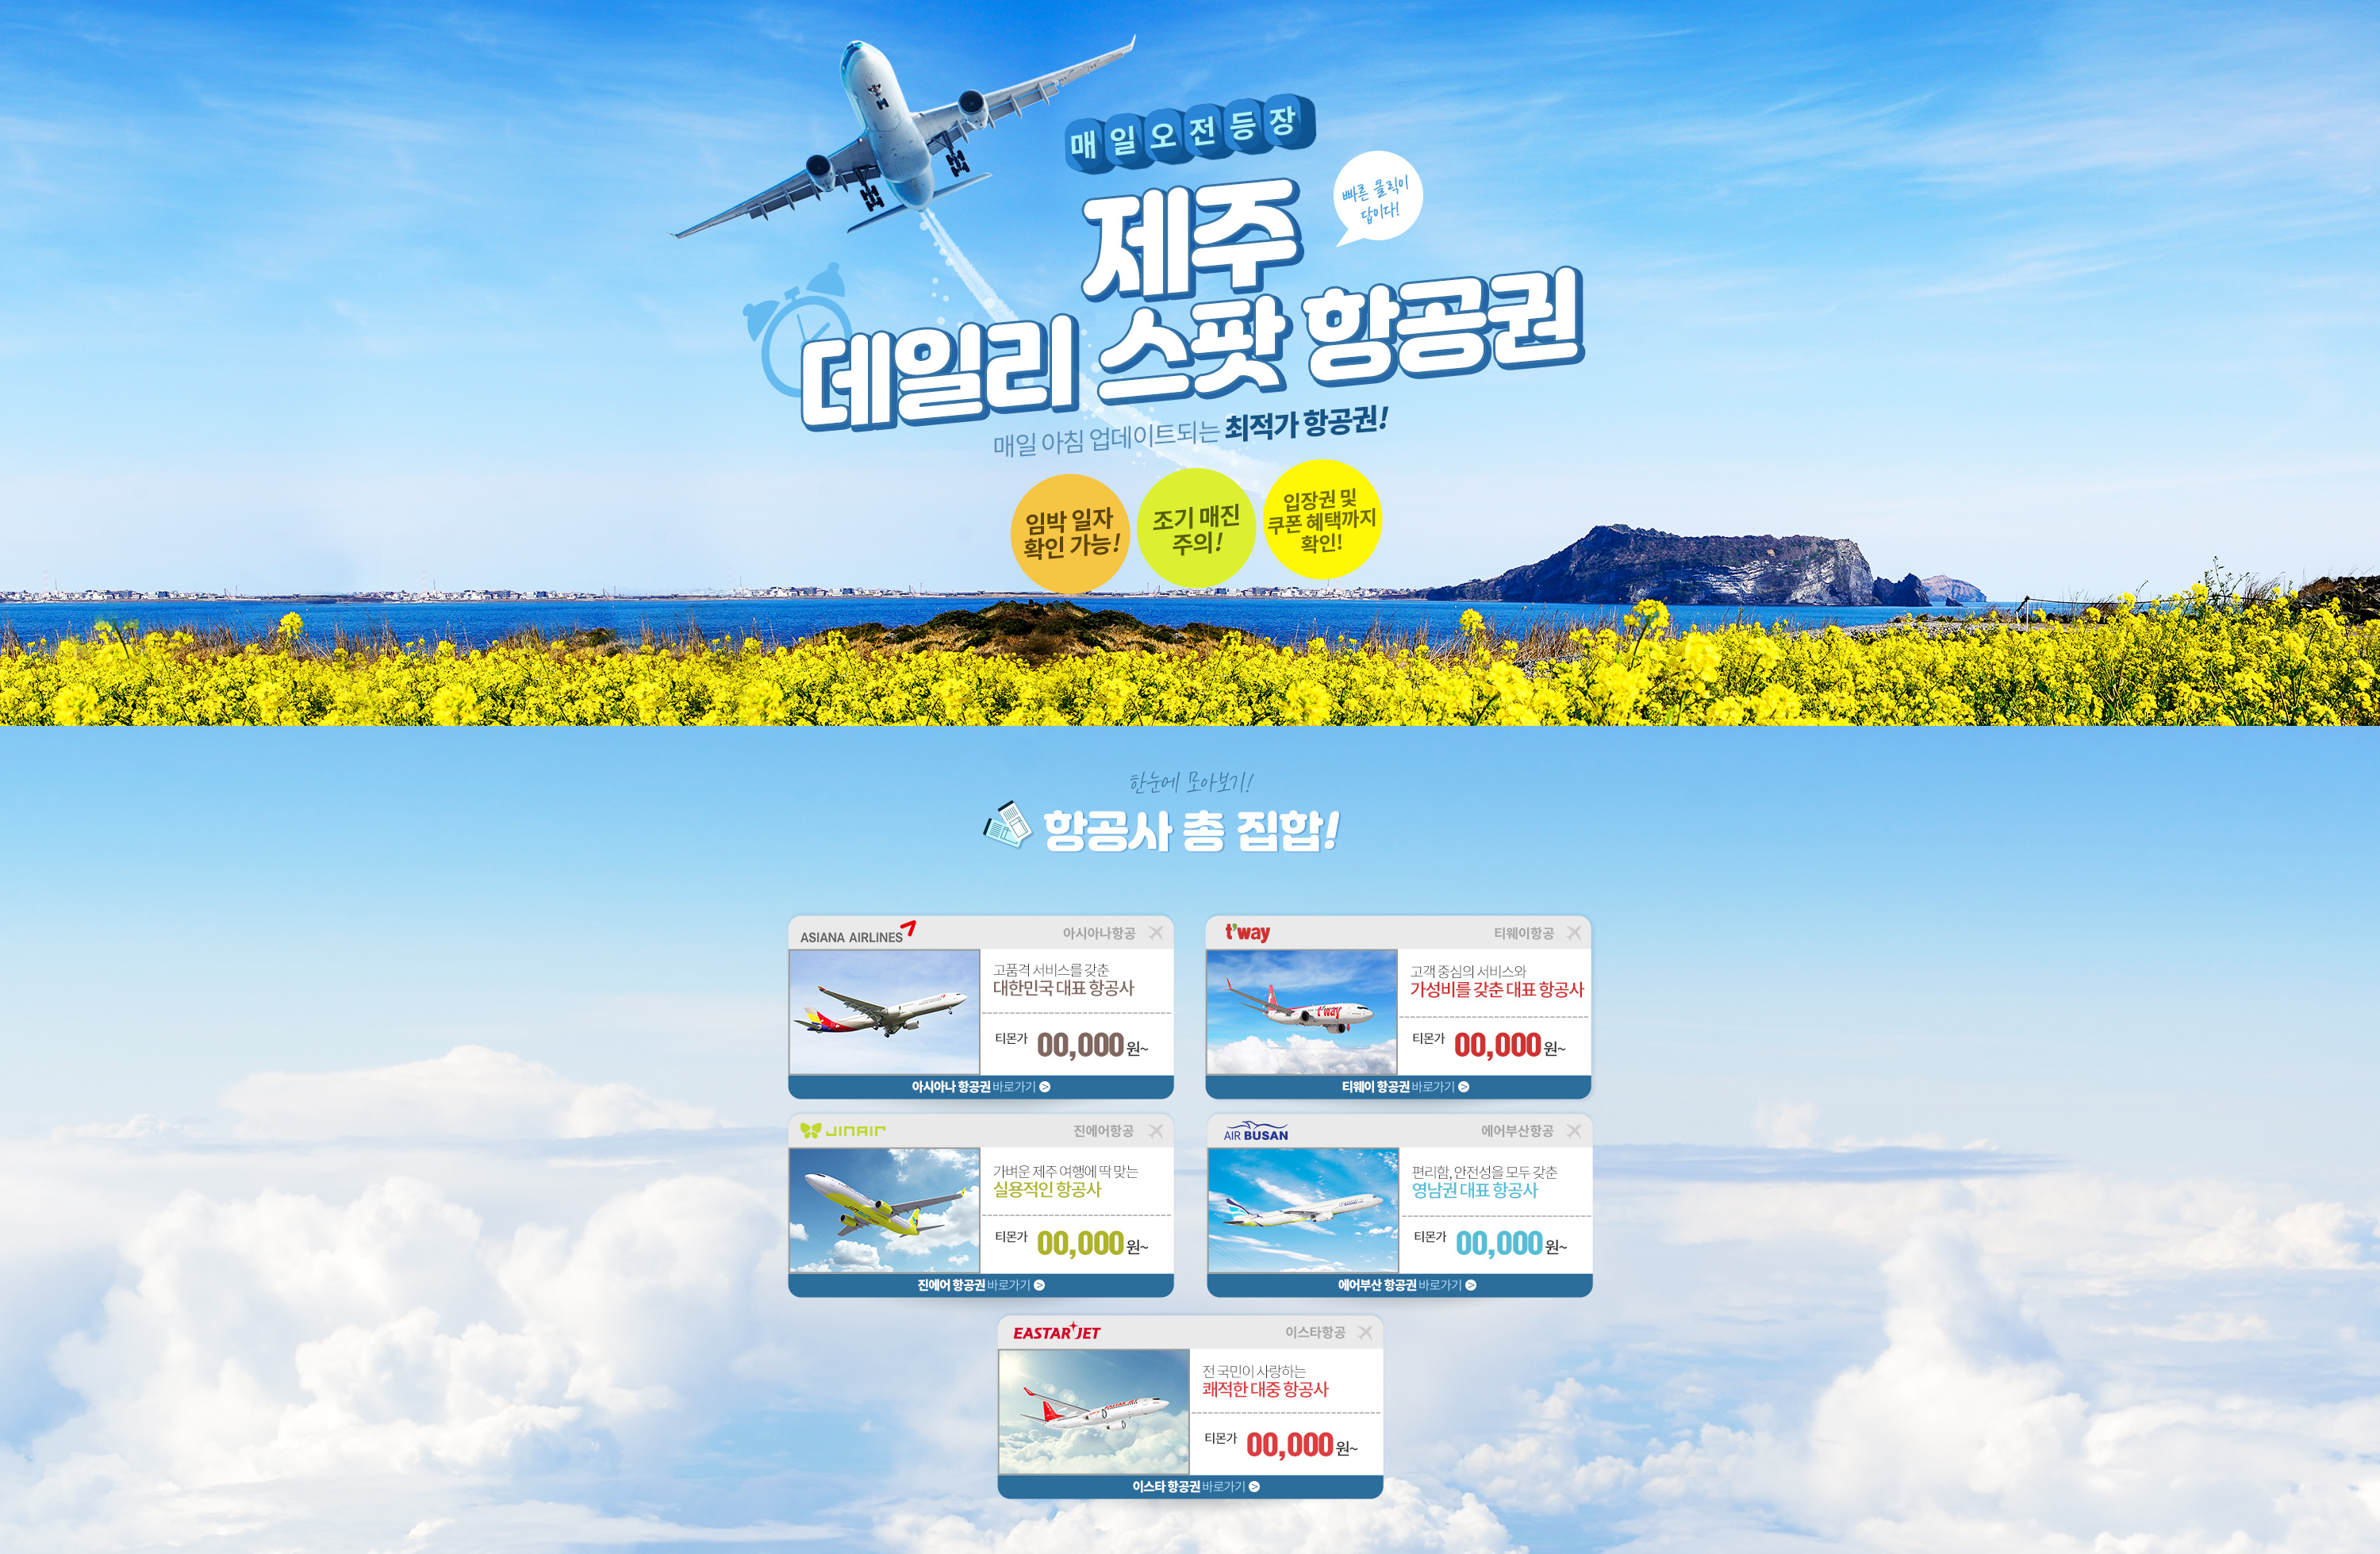 매일오전등장
빠른 클릭이
답이다!
제주
데일리 스팟 항공권
매일 아침 업데이트되는 최적가 항공권!
임박 일자
확인 가능!
조기 매진
주의!
입장권 및
쿠폰 혜택까지
확인!
한눈에 모아보기!
항공사 총 집합!
ASIANA AIRLINES 아시아나항공
고품격 서비스를 갖춘
대한민국 대표 항공사
티몬가 00,000원~
아시아나 항공권 바로가기 >
t'way 티웨이항공
t'way
고객 중심의 서비스와
가성비를 갖춘 대표 항공사
티몬가 00,000원~
티웨이 항공권 바로가기 >
JINAIR 진에어항공
가벼운 제주 여행에 딱 맞는
실용적인 항공사
티몬가 00,000원~
진에어 항공권 바로가기 >
AIR BUSAN 에어부산항공
편리함, 안전성을 모두 갖춘
영남권 대표 항공사
티몬가 00,000원~
에어부산 항공권 바로가기 >
EASTAR JET 이스타항공
전 국민이 사랑하는
쾌적한 대중 항공사
티몬가 00,000원~
이스타 항공권 바로가기 >